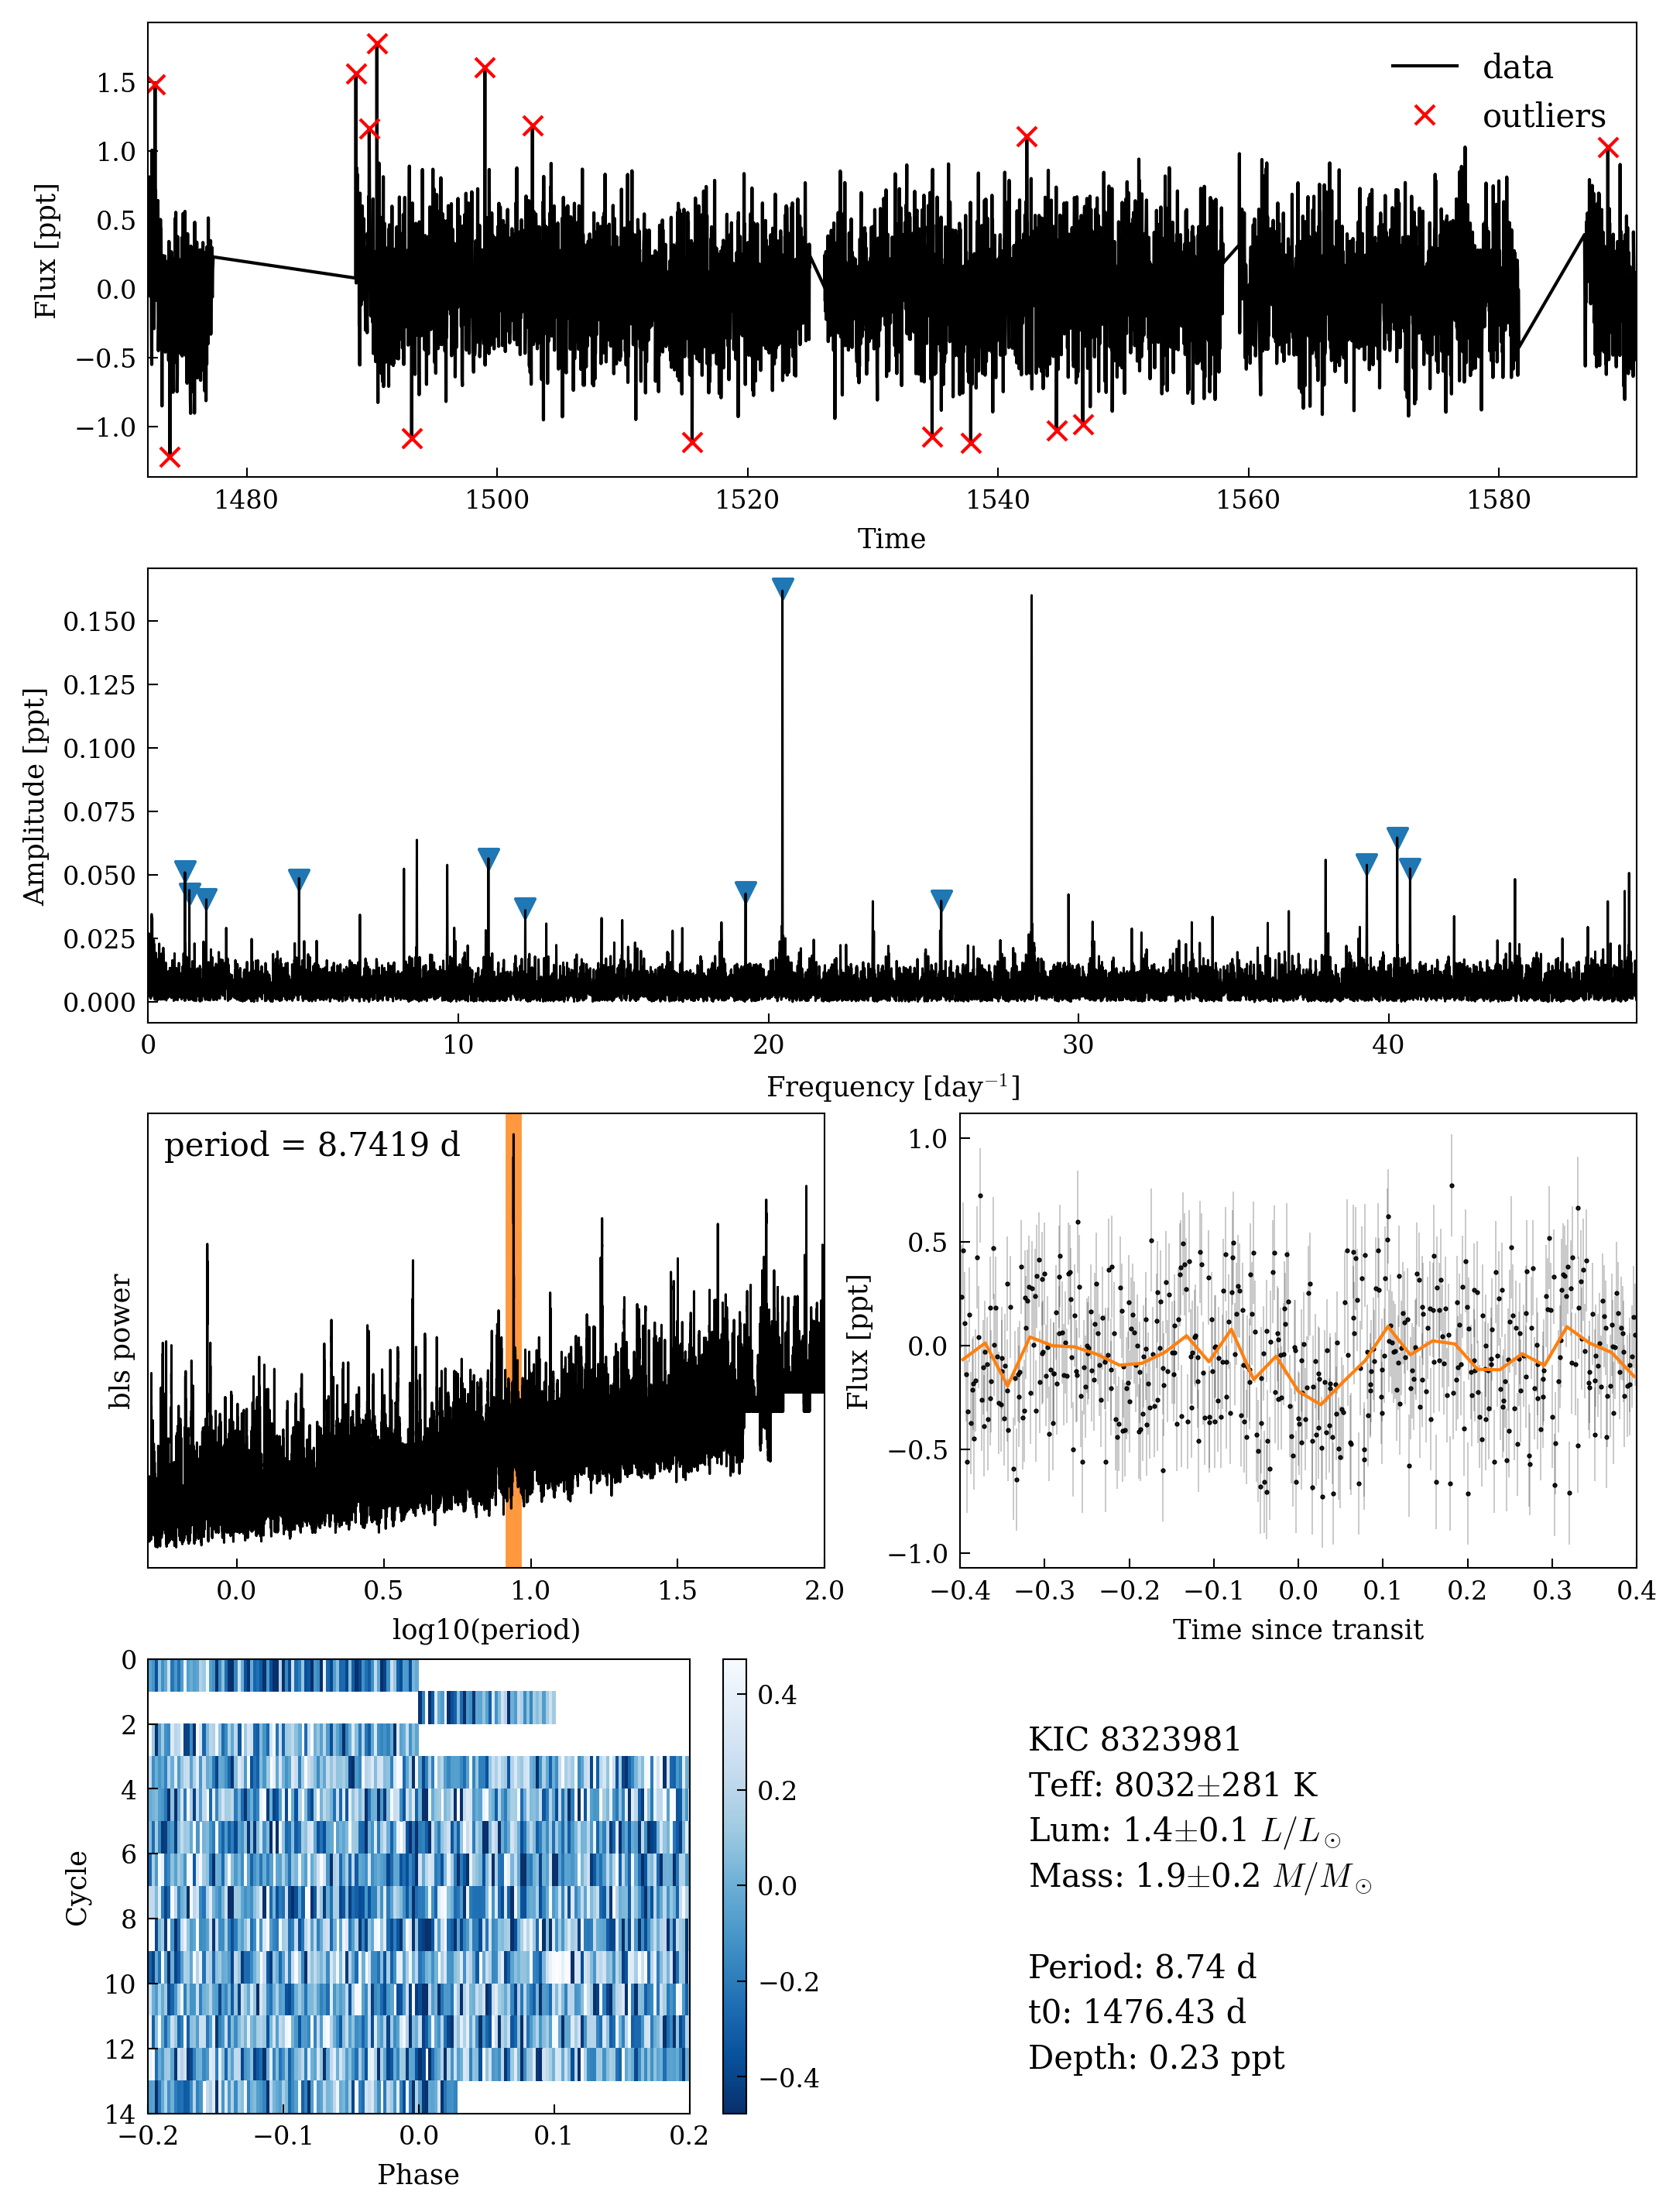 1.5
1.0
0.5
0.0
−0.5
−1.0
Flux [ppt]
data
outliers
1480 1500 1520 1540 1560 1580
Time
0.150
0.125
0.100
0.075
0.050
0.025
0.000
Amplitude [ppt]
0 10 20 30 40
Frequency [day⁻¹]
period = 8.7419 d
bls power
0.0 0.5 1.0 1.5 2.0
log10(period)
1.0
0.5
0.0
−0.5
−1.0
Flux [ppt]
−0.4 −0.3 −0.2 −0.1 0.0 0.1 0.2 0.3 0.4
Time since transit
0
2
4
6
8
10
12
14
Cycle
−0.2 −0.1 0.0 0.1 0.2
Phase
0.4
0.2
0.0
−0.2
−0.4
KIC 8323981
Teff: 8032±281 K
Lum: 1.4±0.1 L/L⊙
Mass: 1.9±0.2 M/M⊙
Period: 8.74 d
t0: 1476.43 d
Depth: 0.23 ppt